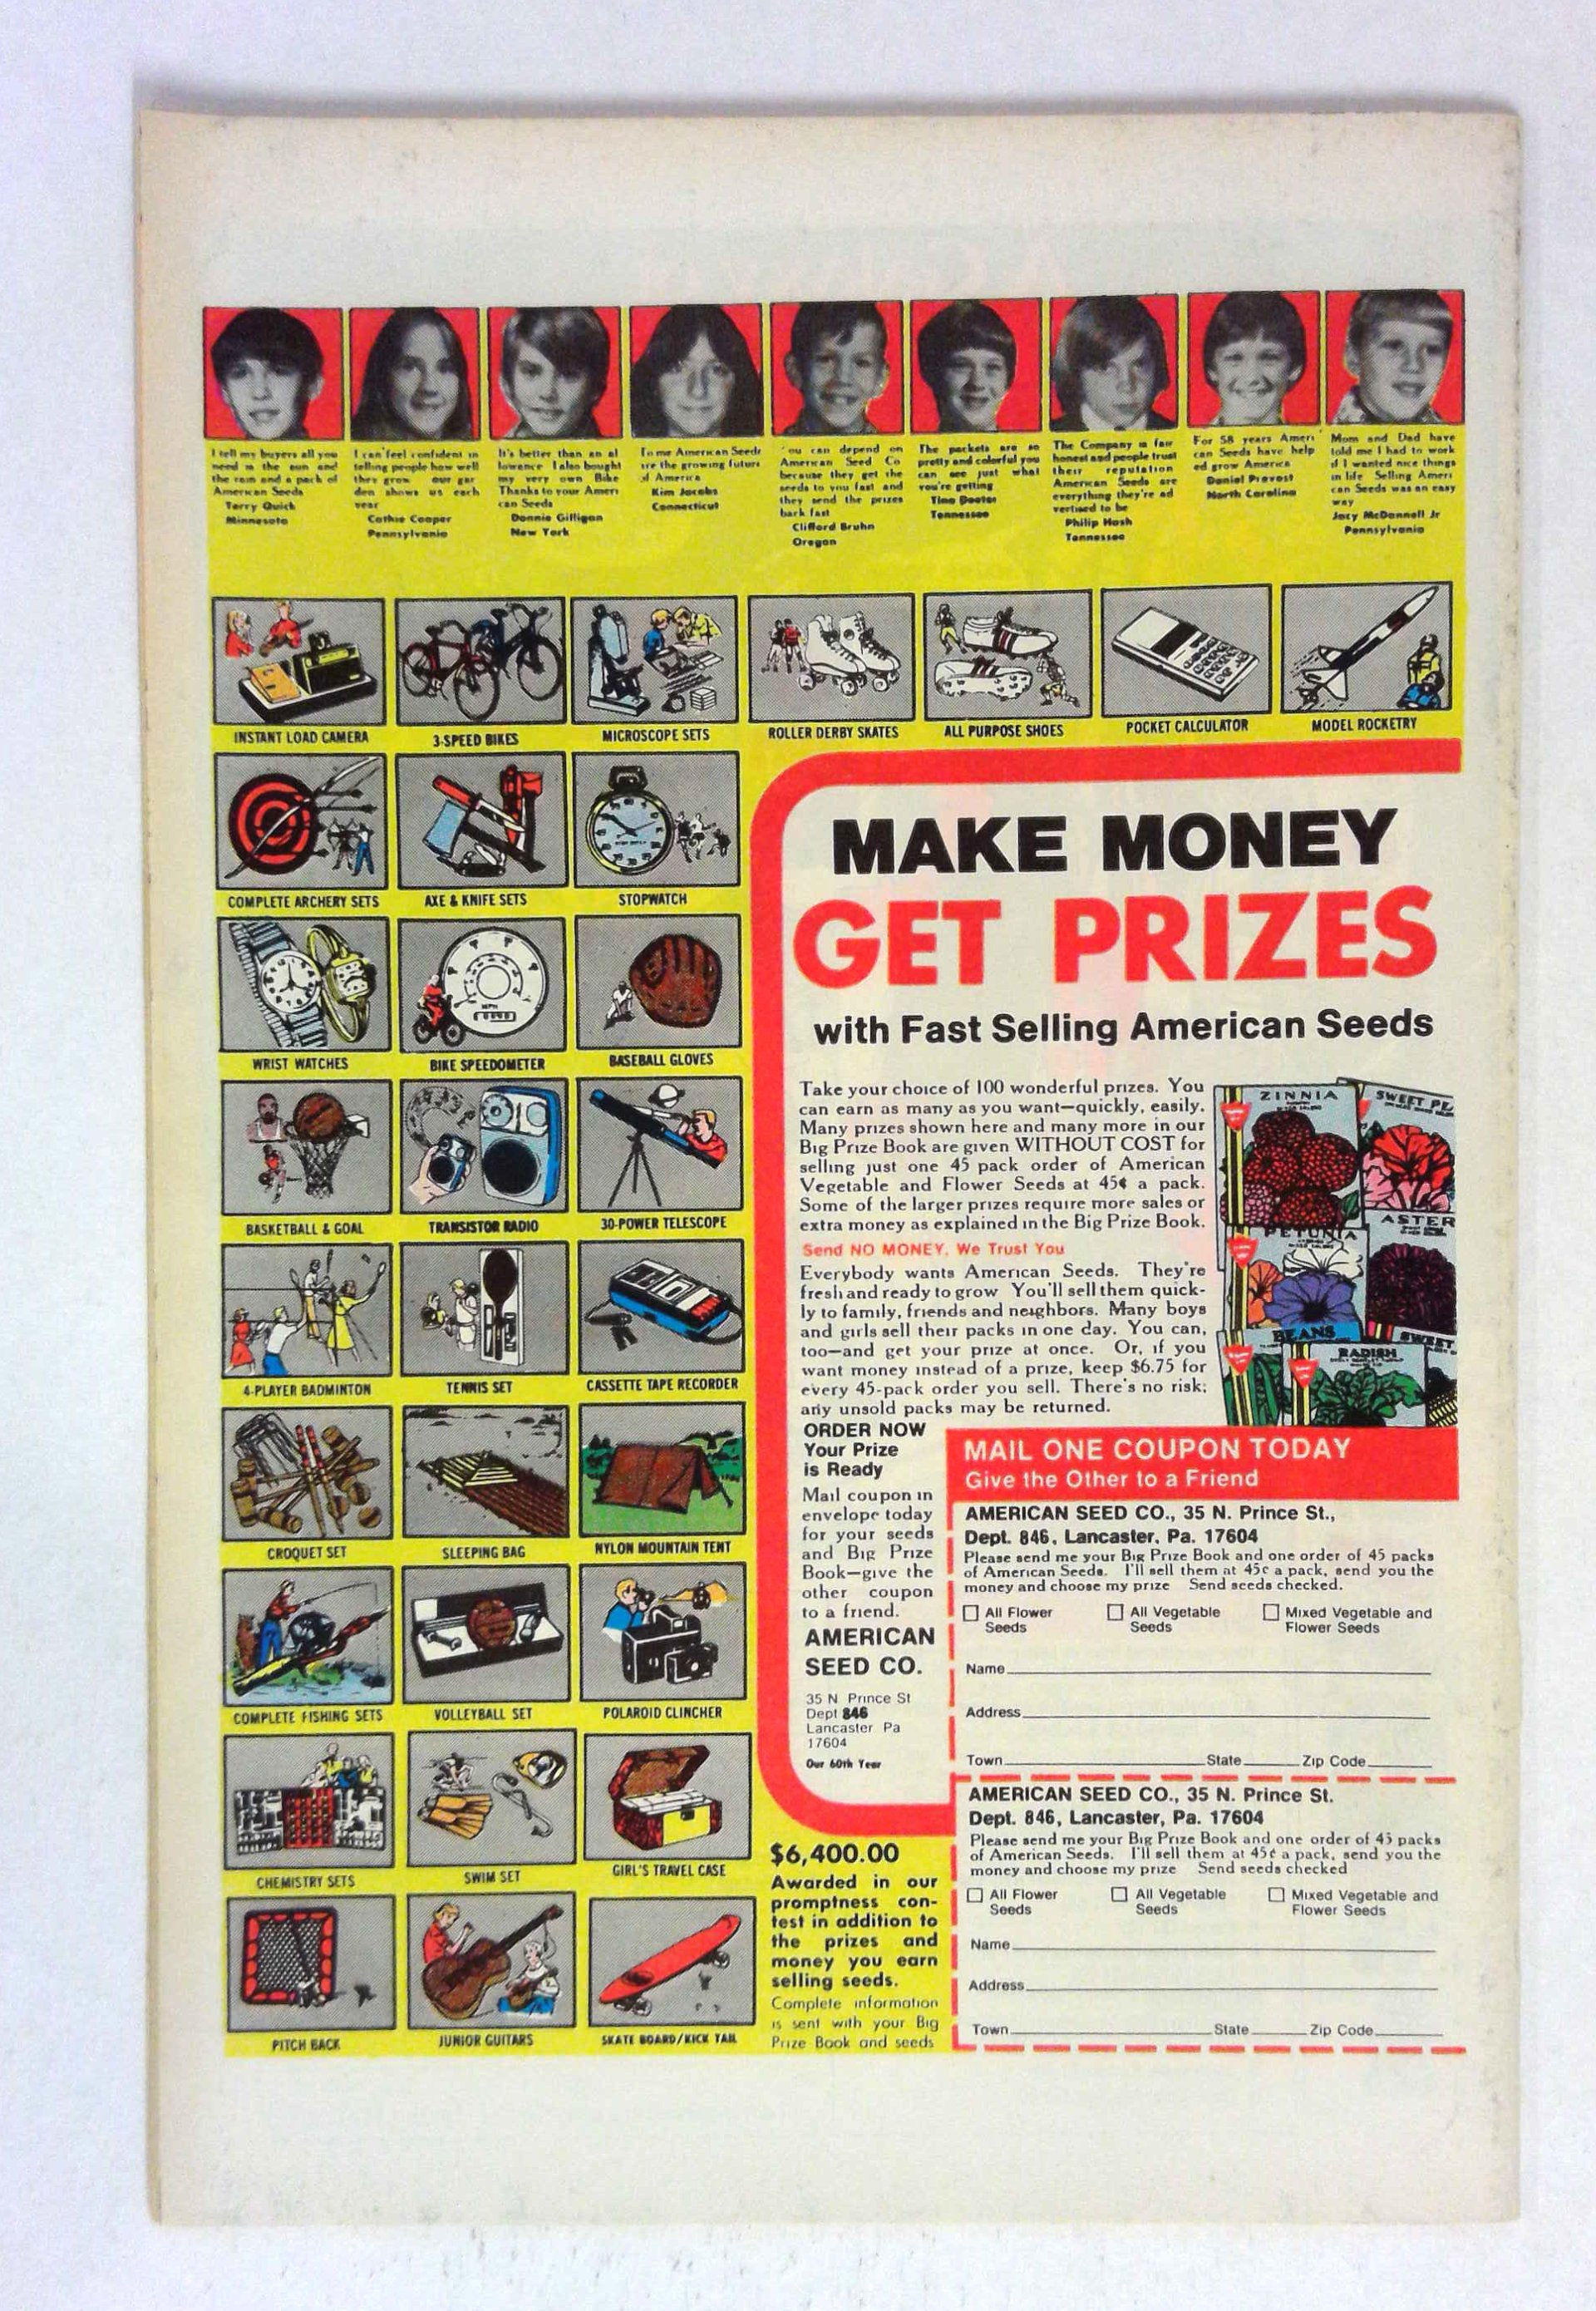 I tell my buyers all you
need is the sun and
the rain and a pack of
American Seeds
Terry Quick
Minnesota
I can feel confident in
telling people how well
they grow our gar
den shows us each
year
Cathie Cooper
Pennsylvania
It's better than an al
lowance I also bought
my very own Bike
Thanks to your Ameri
can Seeds
Donnie Gilligan
New York
To me American Seeds
are the growing future
of America
Kim Jacobs
Connecticut
ou can depend on
American Seed Co
because they get the
seeds to you fast and
they send the prizes
back fast
Clifford Bruhn
Oregon
The packets are so
pretty and colorful you
can see just what
you're getting
Tina Deeter
Tennessee
The Company is fair
honest and people trust
their reputation
American Seeds are
everything they're ad
vertised to be
Philip Hash
Tennessee
For 58 years Ameri
can Seeds have help
ed grow America
Daniel Provost
North Carolina
Mom and Dad have
told me I had to work
if I wanted nice things
in life Selling Ameri
can Seeds was an easy
way
Jacy McDannell Jr
Pennsylvania
INSTANT LOAD CAMERA
3-SPEED BIKES
MICROSCOPE SETS
ROLLER DERBY SKATES
ALL PURPOSE SHOES
POCKET CALCULATOR
MODEL ROCKETRY
COMPLETE ARCHERY SETS
AXE & KNIFE SETS
STOPWATCH
WRIST WATCHES
MPH
BIKE SPEEDOMETER
BASEBALL GLOVES
BASKETBALL & GOAL
TRANSISTOR RADIO
30-POWER TELESCOPE
4-PLAYER BADMINTON
TENNIS SET
CASSETTE TAPE RECORDER
CROQUET SET
SLEEPING BAG
NYLON MOUNTAIN TENT
COMPLETE FISHING SETS
VOLLEYBALL SET
POLAROID CLINCHER
CHEMISTRY SETS
SWIM SET
GIRL'S TRAVEL CASE
PITCH BACK
JUNIOR GUITARS
SKATE BOARD/KICK TAIL
MAKE MONEY
GET PRIZES
with Fast Selling American Seeds
Take your choice of 100 wonderful prizes. You
can earn as many as you want—quickly, easily.
Many prizes shown here and many more in our
Big Prize Book are given WITHOUT COST for
selling just one 45 pack order of American
Vegetable and Flower Seeds at 45¢ a pack.
Some of the larger prizes require more sales or
extra money as explained in the Big Prize Book.
Send NO MONEY, We Trust You
Everybody wants American Seeds. They're
fresh and ready to grow You'll sell them quick-
ly to family, friends and neighbors. Many boys
and girls sell their packs in one day. You can,
too—and get your prize at once. Or, if you
want money instead of a prize, keep $6.75 for
every 45-pack order you sell. There's no risk;
any unsold packs may be returned.
ZINNIA
SWEET PE
ASTER
PETUNIA
BEANS
SWEET
RADISH
ORDER NOW
Your Prize
is Ready
Mail coupon in
envelope today
for your seeds
and Big Prize
Book—give the
other coupon
to a friend.
AMERICAN
SEED CO.
35 N Prince St
Dept 846
Lancaster Pa
17604
Our 60th Year
MAIL ONE COUPON TODAY
Give the Other to a Friend
AMERICAN SEED CO., 35 N. Prince St.,
Dept. 846, Lancaster, Pa. 17604
Please send me your Big Prize Book and one order of 45 packs
of American Seeds. I'll sell them at 45c a pack, send you the
money and choose my prize Send seeds checked.
All Flower Seeds
All Vegetable Seeds
Mixed Vegetable and Flower Seeds
Name
Address
Town State Zip Code
AMERICAN SEED CO., 35 N. Prince St.
Dept. 846, Lancaster, Pa. 17604
Please send me your Big Prize Book and one order of 45 packs
of American Seeds. I'll sell them at 45¢ a pack, send you the
money and choose my prize Send seeds checked
All Flower Seeds
All Vegetable Seeds
Mixed Vegetable and Flower Seeds
Name
Address
Town State Zip Code
$6,400.00
Awarded in our
promptness con-
test in addition to
the prizes and
money you earn
selling seeds.
Complete information
is sent with your Big
Prize Book and seeds